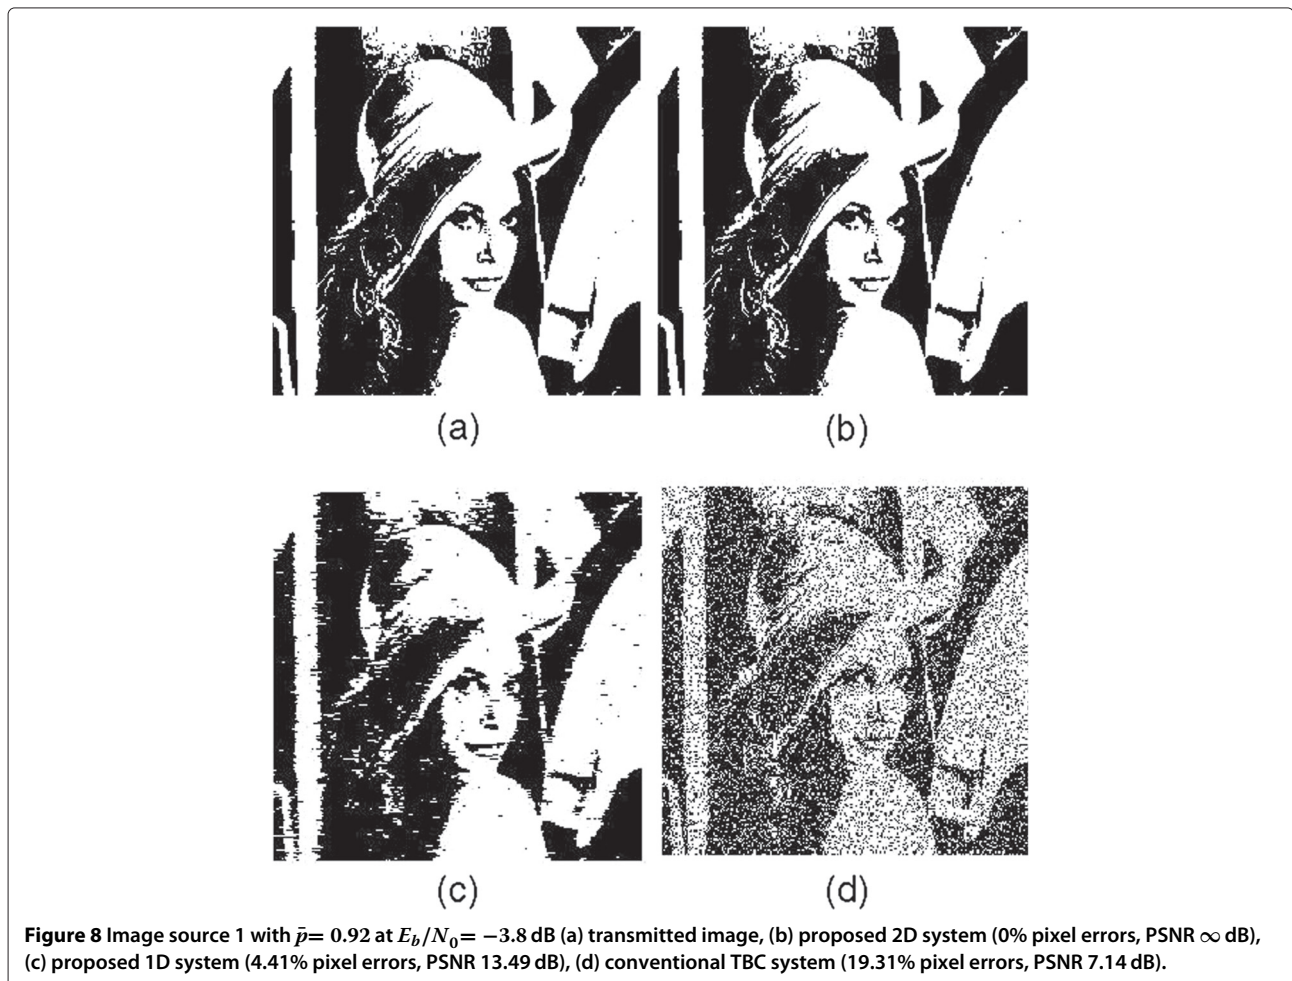 (a)
(b)
(c)
(d)
Figure 8 Image source 1 with p̄= 0.92 at E_b/N_0= −3.8 dB (a) transmitted image, (b) proposed 2D system (0% pixel errors, PSNR ∞ dB),
(c) proposed 1D system (4.41% pixel errors, PSNR 13.49 dB), (d) conventional TBC system (19.31% pixel errors, PSNR 7.14 dB).